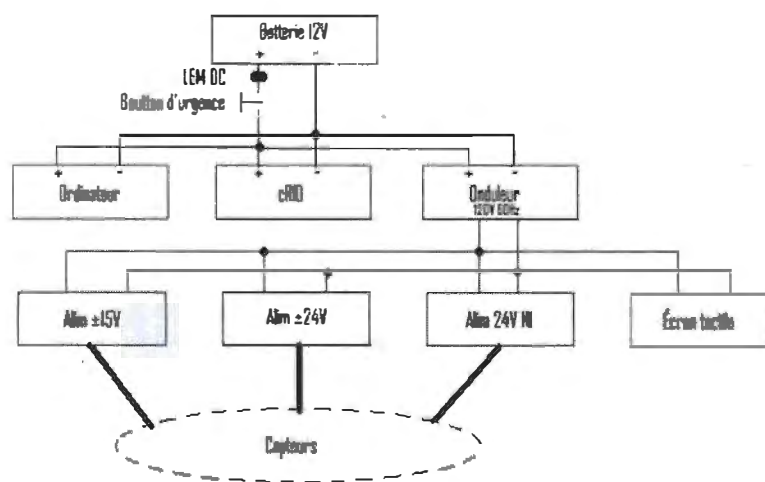 Batterie 12V
+ -
LEM DC
Boutton d'urgence
+ - + - + -
Ordinateur cRIO Onduleur
120V 60Hz
Alim ±15V Alim ±24V Alim 24V NI Écran tactile
Capteurs